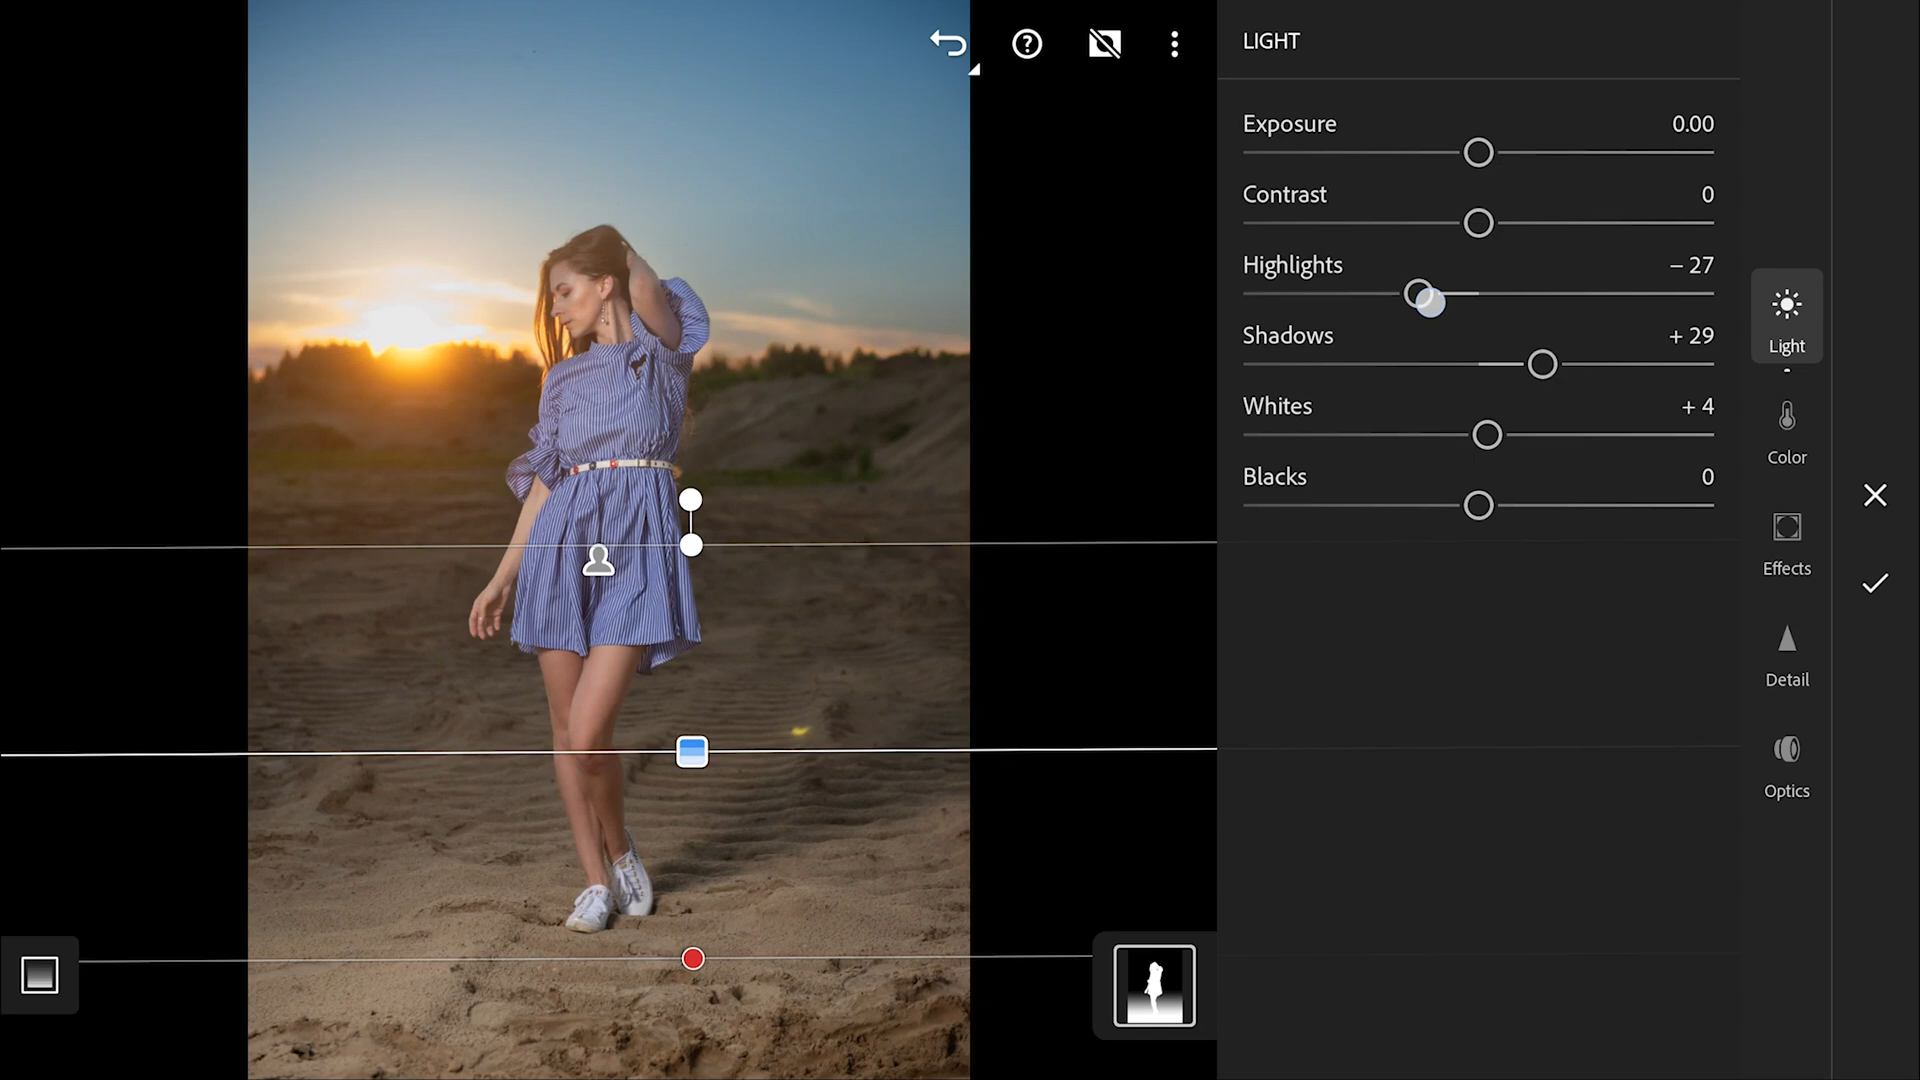 LIGHT
Exposure 0.00
Contrast 0
Highlights – 27
Shadows + 29
Whites + 4
Blacks 0
Light
Color
Effects
Detail
Optics